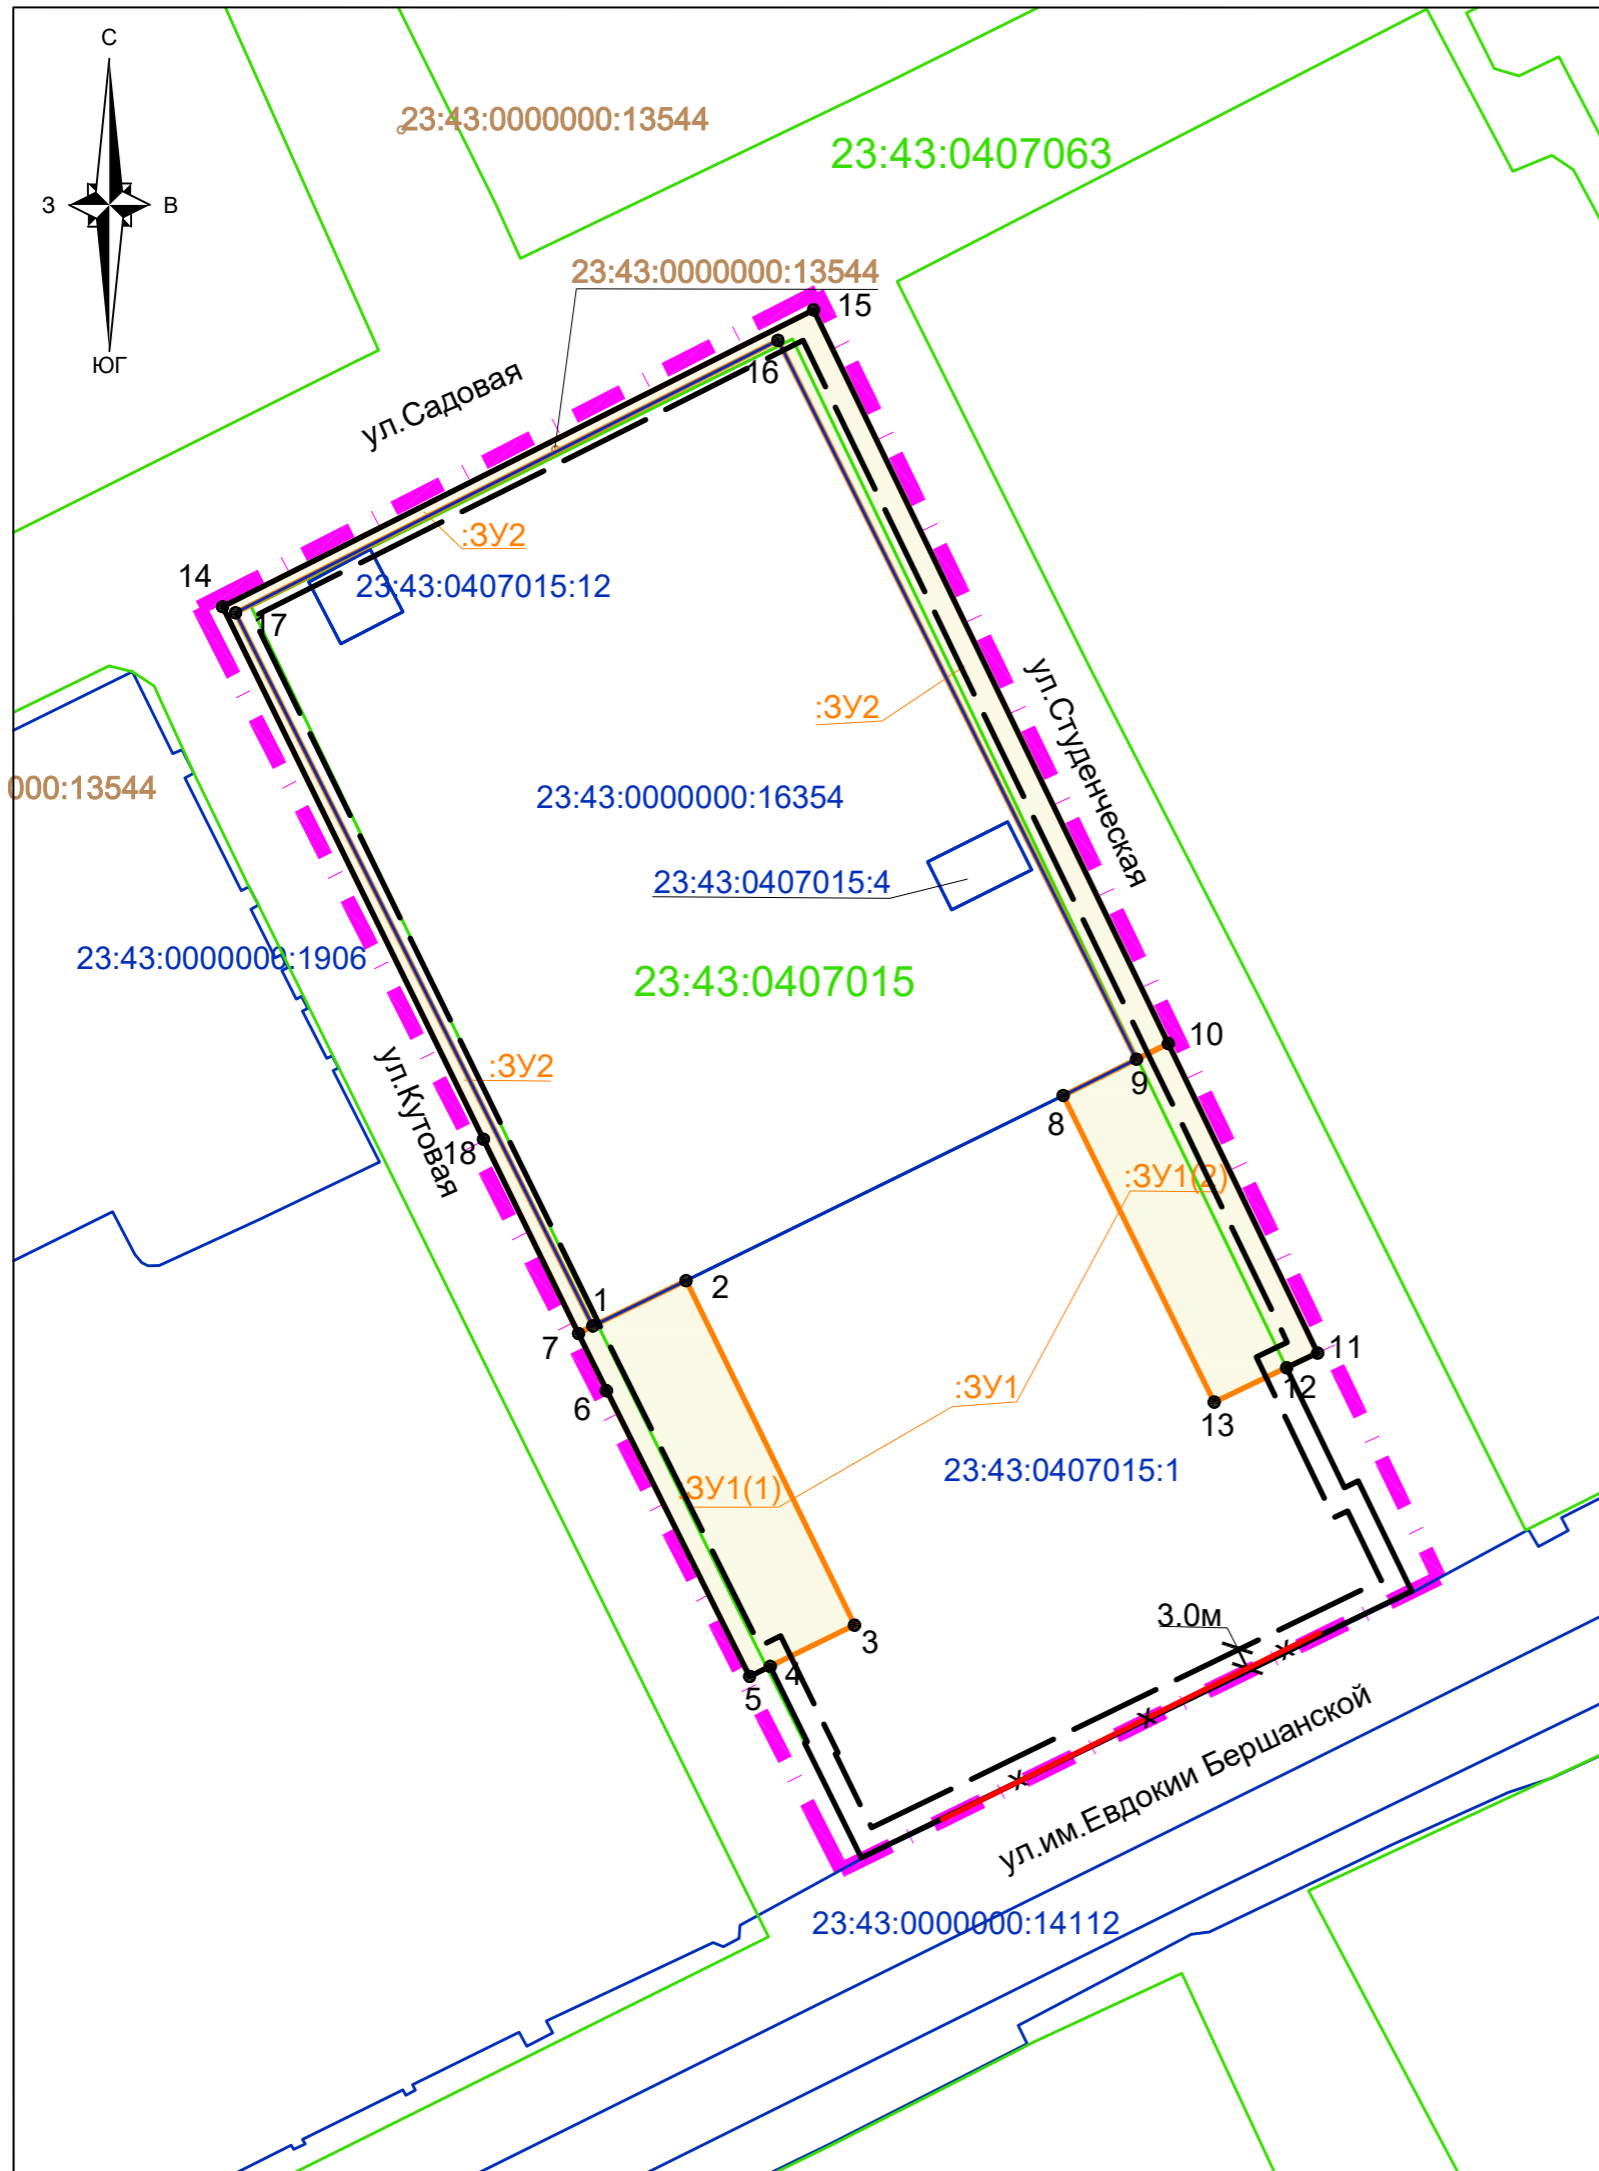 С
23:43:0000000:13544
23:43:0407063
З
В
23:43:0000000:13544
15
ЮГ
16
ул.Садовая
:ЗУ2
14
23:43:0407015:12
17
:ЗУ2
ул.Студенческая
000:13544
23:43:0000000:16354
23:43:0407015:4
23:43:0000000:1906
23:43:0407015
10
:ЗУ2
9
ул.Кутовая
8
18
:ЗУ1(2)
1
2
7
11
:ЗУ1
12
6
13
23:43:0407015:1
:ЗУ1(1)
3.0м
3
х
4
5
х
ул.им.Евдокии Бершанской
х
23:43:0000000:14112